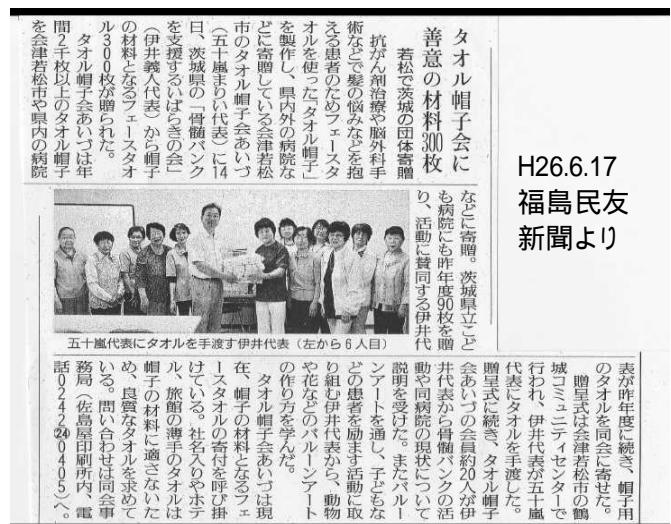 タオル帽子会に
善意の材料300枚
若松で茨城の団体寄贈
抗がん剤治療や脳外科手
術などで髪の悩みなどを抱
える患者のためフェースタ
オルを使った「タオル帽子」
を製作し、県内外の病院な
どに寄贈している会津若松
市のタオル帽子会あいづ
(五十嵐まりい代表)に14
日、茨城県の「骨髄バンク
を支援するいばらきの会」
(伊井義人代表)から帽子
の材料となるフェースタオ
ル300枚が贈られた。
タオル帽子会あいづは年
間2千枚以上のタオル帽子
を会津若松市や県内の病院
などに寄贈。茨城県立こど
も病院にも昨年度90枚を贈
り、活動に賛同する伊井代
五十嵐代表にタオルを手渡す伊井代表(左から6人目)
表が昨年度に続き、帽子用
のタオルを同会に寄せた。
贈呈式は会津若松市の鶴
城コミュニティセンターで
行われ、伊井代表が五十嵐
代表にタオルを手渡した。
贈呈式に続き、タオル帽子
会あいづの会員約20人が伊
井代表から骨髄バンクの活
動や同病院の現状について
説明を受けた。またバルー
ンアートを通し、子どもな
どの患者を励ます活動に取
り組む伊井代表から、動物
や花などのバルーンアート
の作り方を学んだ。
タオル帽子会あいづは現
在、帽子の材料となるフェ
ースタオルの寄付を呼び掛
けている。社名入りやホテ
ル、旅館の薄手のタオルは
帽子の材料に適さないた
め、良質なタオルを求めて
いる。問い合わせは同会事
務局(佐島屋印刷所内、電
話0242㉔0405)へ。
H26.6.17
福島民友
新聞より